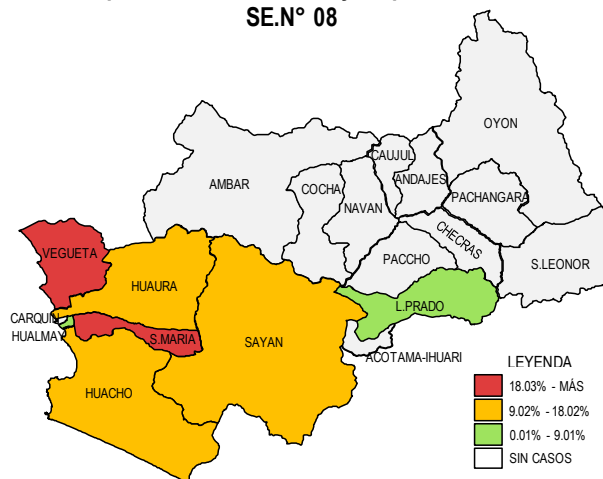 SE.N° 08
OYON
CAUJUL
ANDAJES
AMBAR
COCHA
PACHANGARA
NAVAN
CHECRAS
VEGUETA
PACCHO
S.LEONOR
HUAURA
L.PRADO
CARQUIN
HUALMAY
S.MARIA
SAYAN
ACOTAMA-IHUARI
HUACHO
LEYENDA
18.03% - MÁS
9.02% - 18.02%
0.01% - 9.01%
SIN CASOS